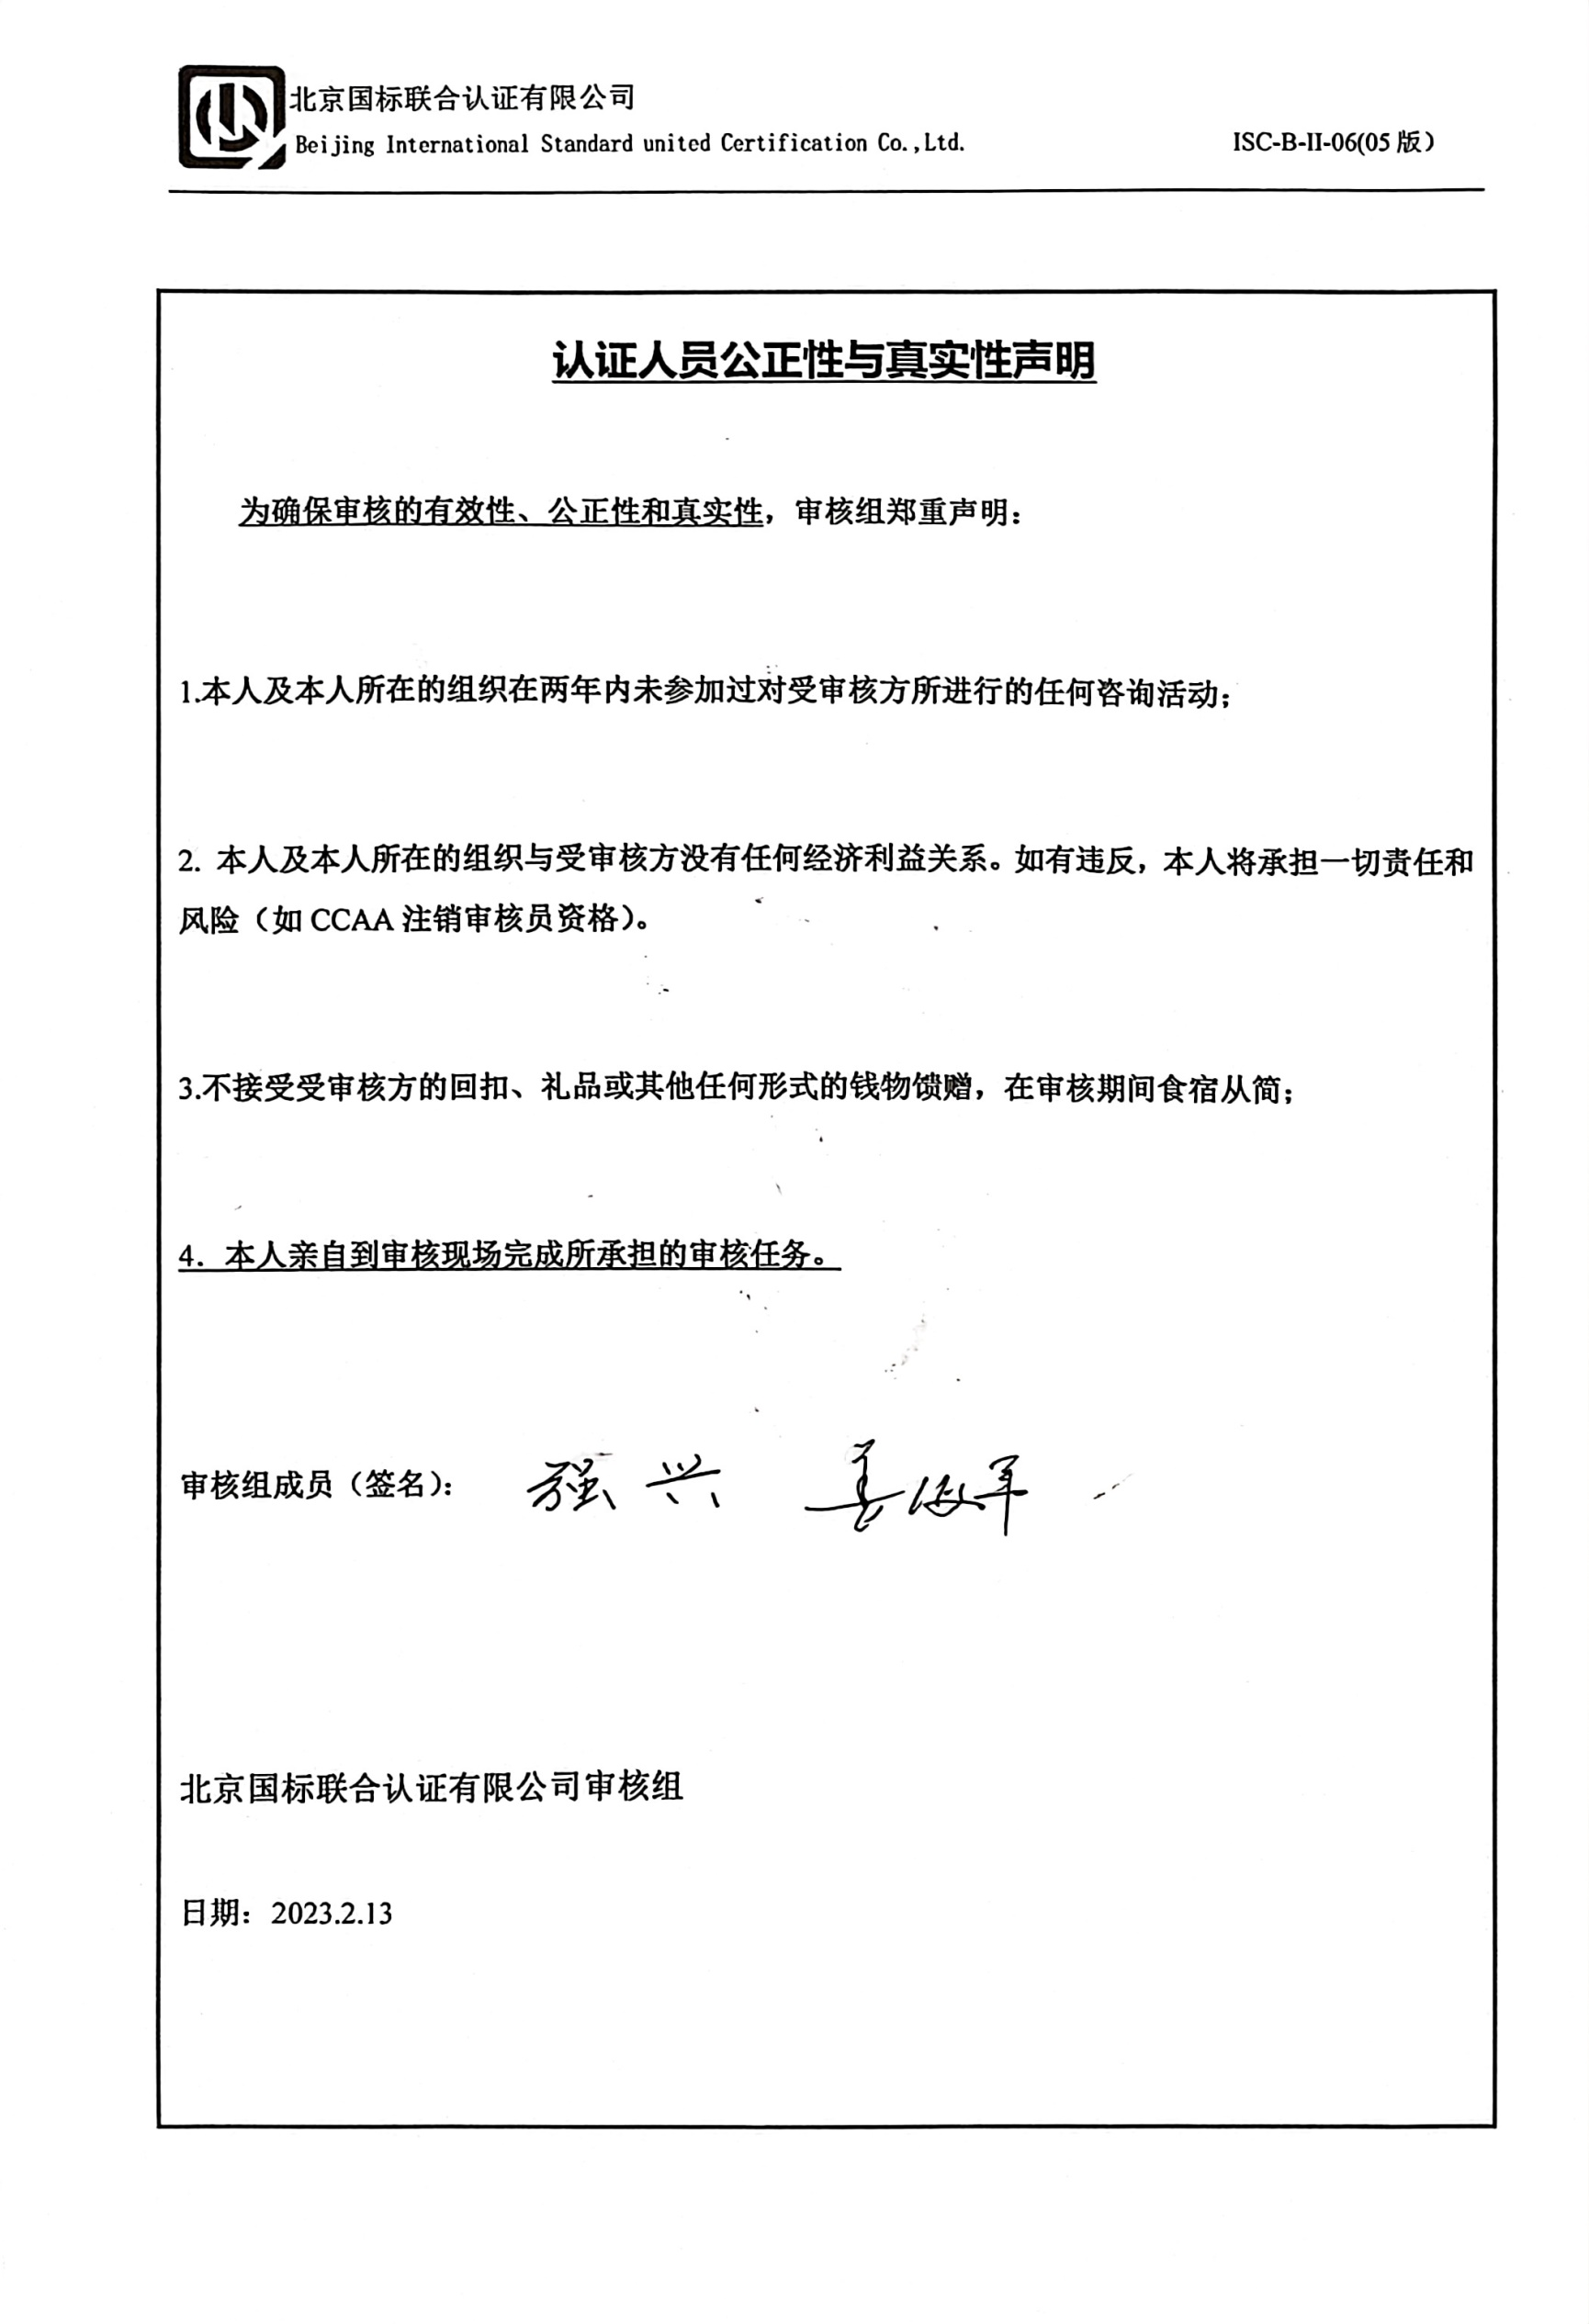 北京国标联合认证有限公司
Beijing International Standard united Certification Co.,Ltd.
ISC-B-II-06(05版)
认证人员公正性与真实性声明
为确保审核的有效性、公正性和真实性，审核组郑重声明：
1.本人及本人所在的组织在两年内未参加过对受审核方所进行的任何咨询活动；
2. 本人及本人所在的组织与受审核方没有任何经济利益关系。如有违反，本人将承担一切责任和
风险（如 CCAA 注销审核员资格）。
3.不接受受审核方的回扣、礼品或其他任何形式的钱物馈赠，在审核期间食宿从简；
4. 本人亲自到审核现场完成所承担的审核任务。
审核组成员（签名）： 强兴
北京国标联合认证有限公司审核组
日期：2023.2.13